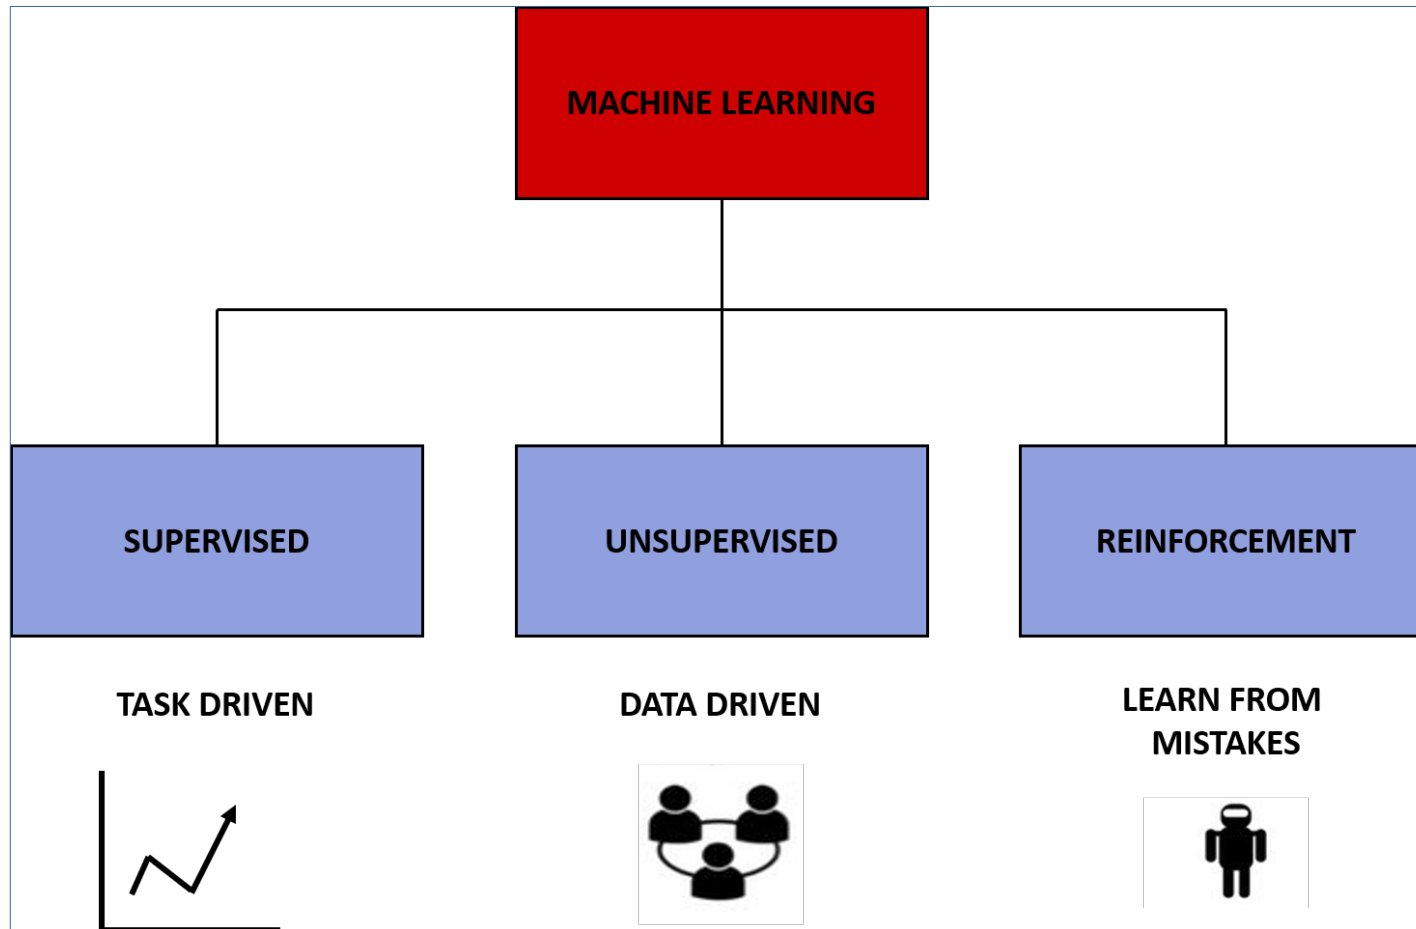 MACHINE LEARNING
SUPERVISED
UNSUPERVISED
REINFORCEMENT
TASK DRIVEN
DATA DRIVEN
LEARN FROM
MISTAKES